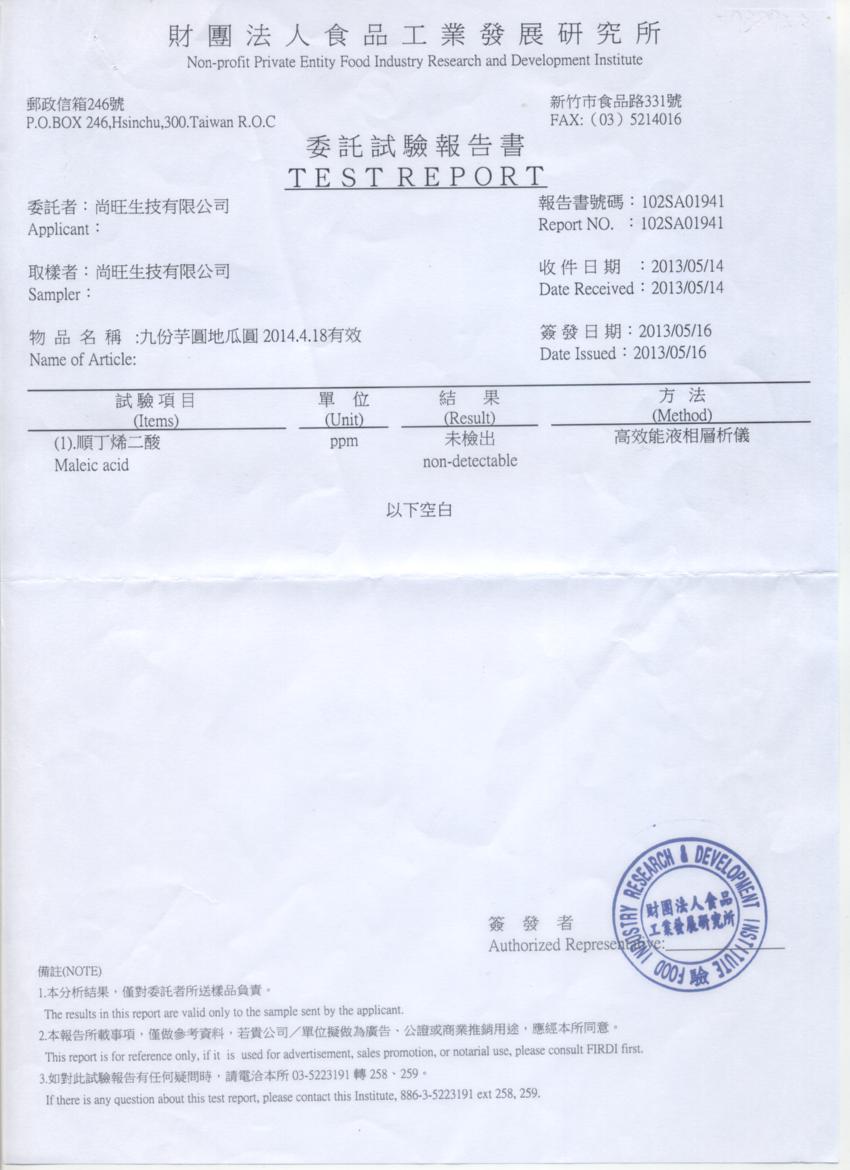 財團法人食品工業發展研究所
Non-profit Private Entity Food Industry Research and Development Institute
郵政信箱246號
P.O.BOX 246,Hsinchu,300.Taiwan R.O.C
新竹市食品路331號
FAX:（03）5214016
委託試驗報告書
TEST REPORT
委託者：尚旺生技有限公司
Applicant：
報告書號碼：102SA01941
Report NO. ：102SA01941
取樣者：尚旺生技有限公司
Sampler：
收件日期 ：2013/05/14
Date Received：2013/05/14
物品名稱 :九份芋圓地瓜圓 2014.4.18有效
Name of Article:
簽發日期：2013/05/16
Date Issued：2013/05/16
試驗項目 單位 結果 方法
(Items) (Unit) (Result) (Method)
(1).順丁烯二酸 ppm 未檢出 高效能液相層析儀
Maleic acid non-detectable
以下空白
簽發者
Authorized Representative:
INDUSTRY RESEARCH & DEVELOPMENT INSTITUTE FOOD
財團法人食品
工業發展研究所
驗
備註(NOTE)
1.本分析結果，僅對委託者所送樣品負責。
The results in this report are valid only to the sample sent by the applicant.
2.本報告所載事項，僅做參考資料，若貴公司／單位擬做為廣告、公證或商業推銷用途，應經本所同意。
This report is for reference only, if it is used for advertisement, sales promotion, or notarial use, please consult FIRDI first.
3.如對此試驗報告有任何疑問時，請電洽本所 03-5223191 轉 258、259。
If there is any question about this test report, please contact this Institute, 886-3-5223191 ext 258, 259.